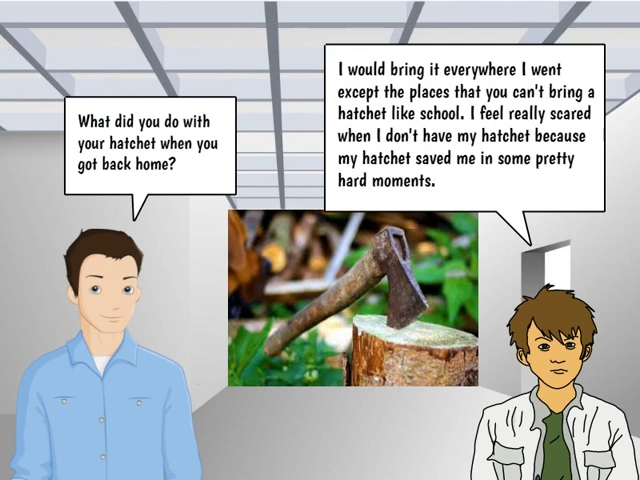 What did you do with
your hatchet when you
got back home?
I would bring it everywhere I went
except the places that you can't bring a
hatchet like school. I feel really scared
when I don't have my hatchet because
my hatchet saved me in some pretty
hard moments.